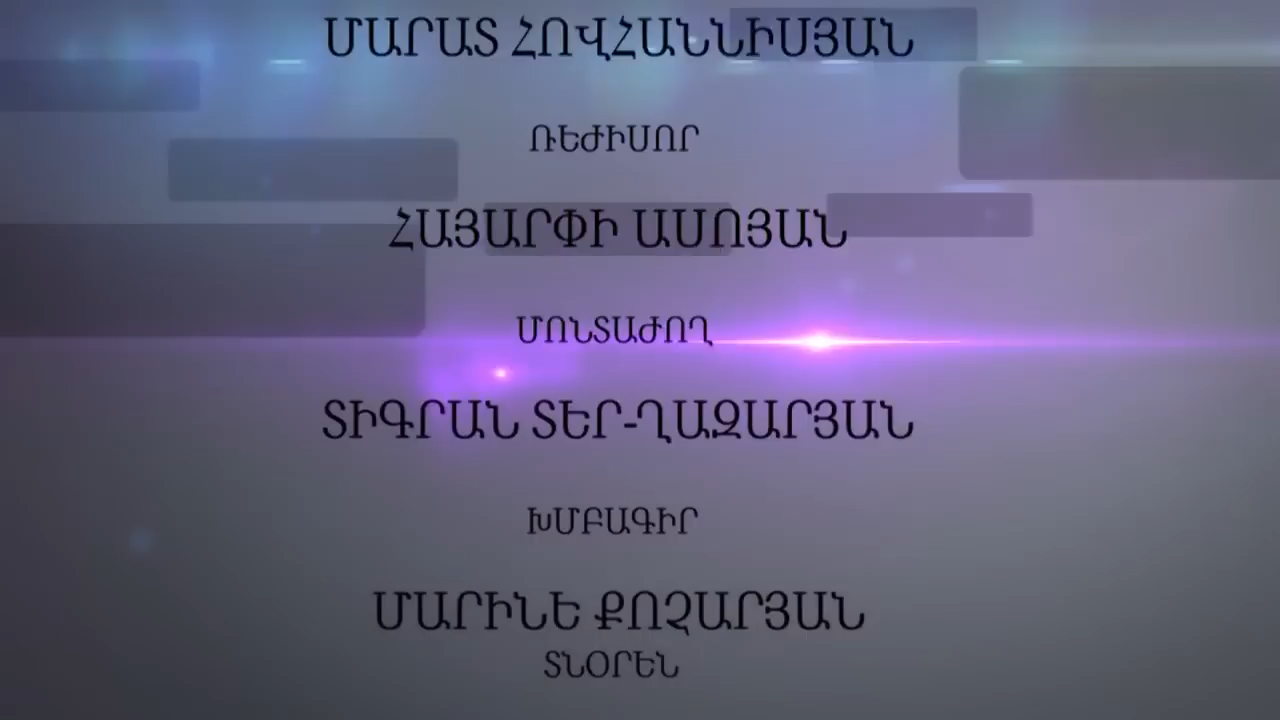 ՄԱՐԱՏ ՀՈՎՀԱՆՆԻՍՅԱՆ
ՌԵԺԻՍՈՐ
ՀԱՅԱՐՓԻ ԱՍՈՅԱՆ
ՄՈՆՏԱԺՈՂ
ՏԻԳՐԱՆ ՏԵՐ-ՂԱԶԱՐՅԱՆ
ԽՄԲԱԳԻՐ
ՄԱՐԻՆԵ ՔՈՉԱՐՅԱՆ
ՏՆՕՐԵՆ